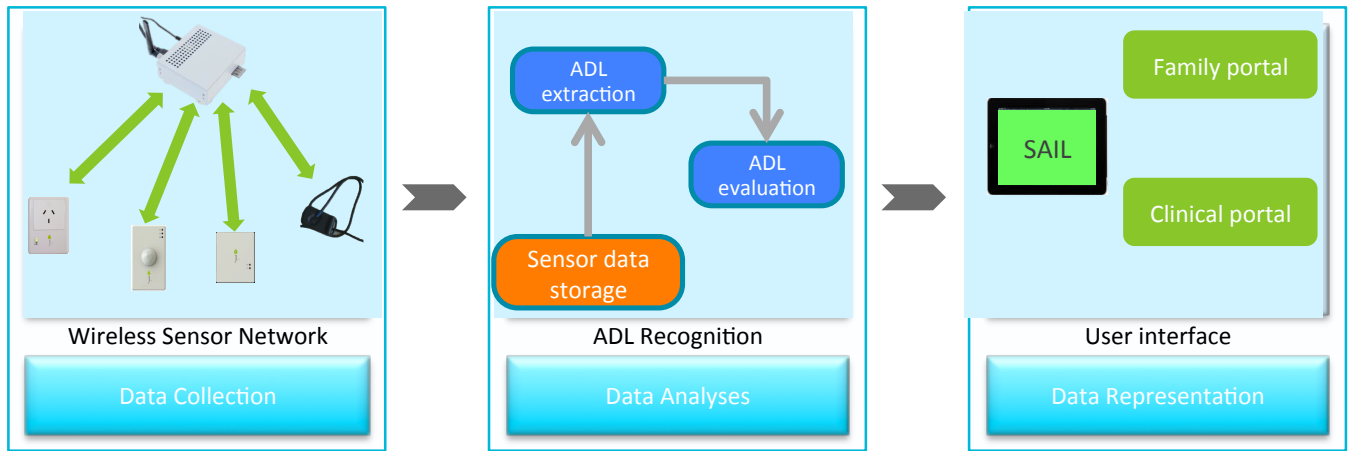 Wireless Sensor Network
Data Collection
ADL
extraction
ADL
evaluation
Sensor data
storage
ADL Recognition
Data Analyses
SAIL
Family portal
Clinical portal
User interface
Data Representation